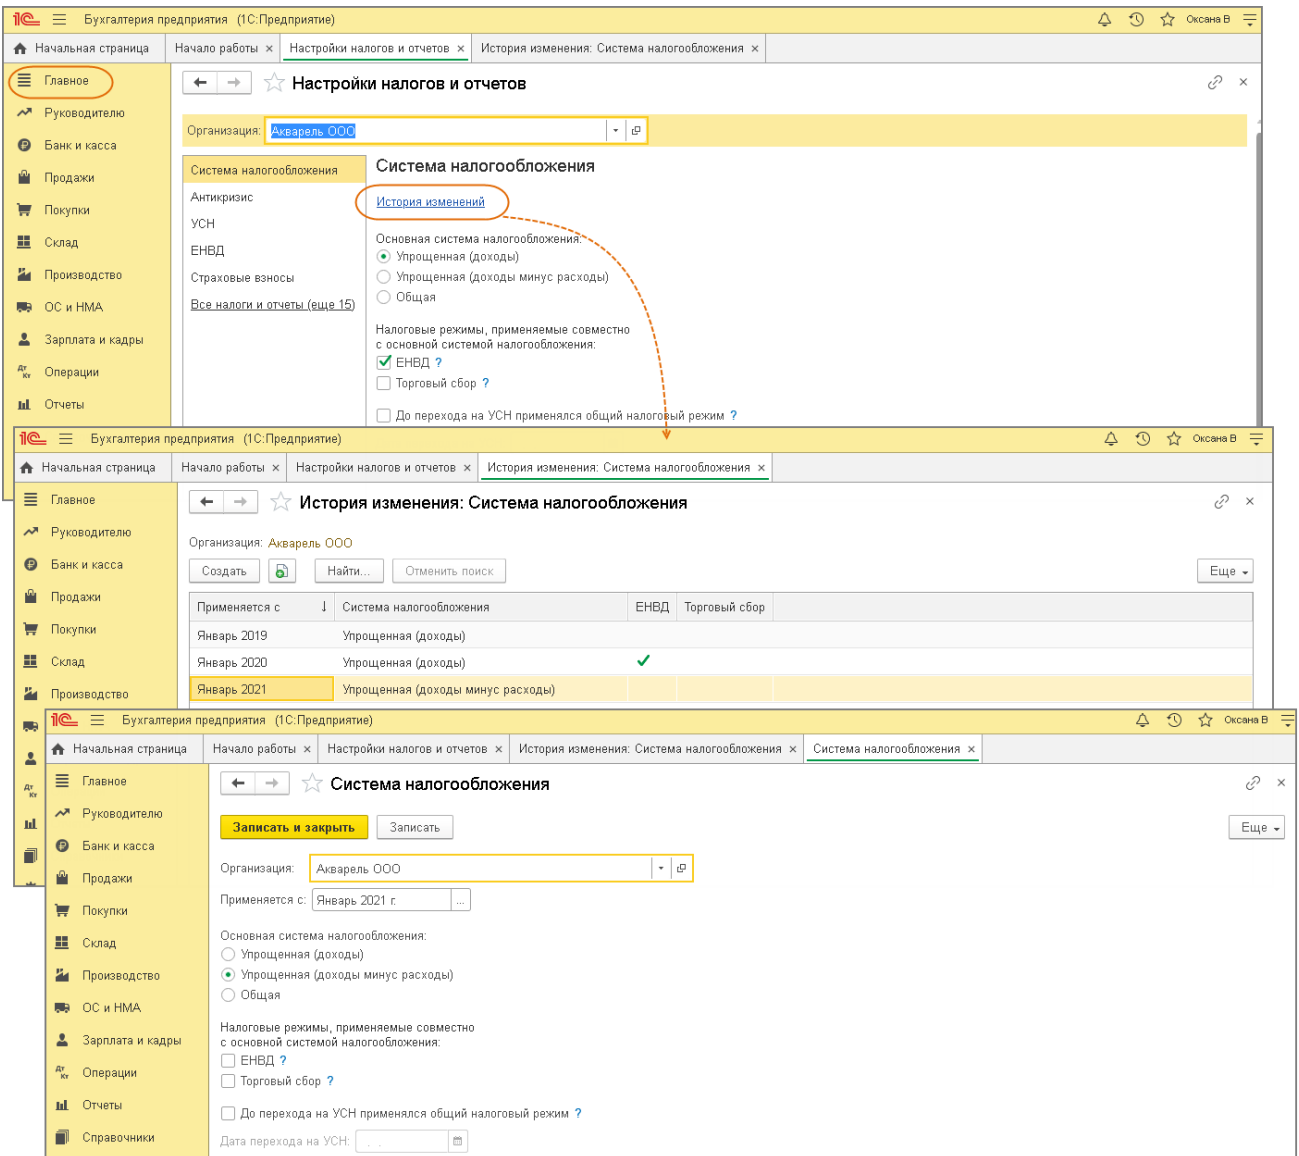 1С Бухгалтерия предприятия (1С:Предприятие) Оксана В
Начальная страница Начало работы × Настройки налогов и отчетов × История изменения: Система налогообложения ×
Главное
Руководителю
Банк и касса
Продажи
Покупки
Склад
Производство
ОС и НМА
Зарплата и кадры
Дт Кт Операции
Отчеты
Настройки налогов и отчетов
Организация: Акварель ООО
Система налогообложения
Антикризис
УСН
ЕНВД
Страховые взносы
Все налоги и отчеты (еще 15)
Система налогообложения
История изменений
Основная система налогообложения:
Упрощенная (доходы)
Упрощенная (доходы минус расходы)
Общая
Налоговые режимы, применяемые совместно
с основной системой налогообложения:
ЕНВД ?
Торговый сбор ?
До перехода на УСН применялся общий налоговый режим ?
1С Бухгалтерия предприятия (1С:Предприятие) Оксана В
Начальная страница Начало работы × Настройки налогов и отчетов × История изменения: Система налогообложения ×
Главное
Руководителю
Банк и касса
Продажи
Покупки
Склад
Производство
Дт Кт
История изменения: Система налогообложения
Организация: Акварель ООО
Создать Найти... Отменить поиск Еще
Применяется с ↓ Система налогообложения ЕНВД Торговый сбор
Январь 2019 Упрощенная (доходы)
Январь 2020 Упрощенная (доходы)
Январь 2021 Упрощенная (доходы минус расходы)
1С Бухгалтерия предприятия (1С:Предприятие) Оксана В
Начальная страница Начало работы × Настройки налогов и отчетов × История изменения: Система налогообложения × Система налогообложения ×
Главное
Руководителю
Банк и касса
Продажи
Покупки
Склад
Производство
ОС и НМА
Зарплата и кадры
Дт Кт Операции
Отчеты
Справочники
Система налогообложения
Записать и закрыть Записать Еще
Организация: Акварель ООО
Применяется с: Январь 2021 г. ...
Основная система налогообложения:
Упрощенная (доходы)
Упрощенная (доходы минус расходы)
Общая
Налоговые режимы, применяемые совместно
с основной системой налогообложения:
ЕНВД ?
Торговый сбор ?
До перехода на УСН применялся общий налоговый режим ?
Дата перехода на УСН: . .